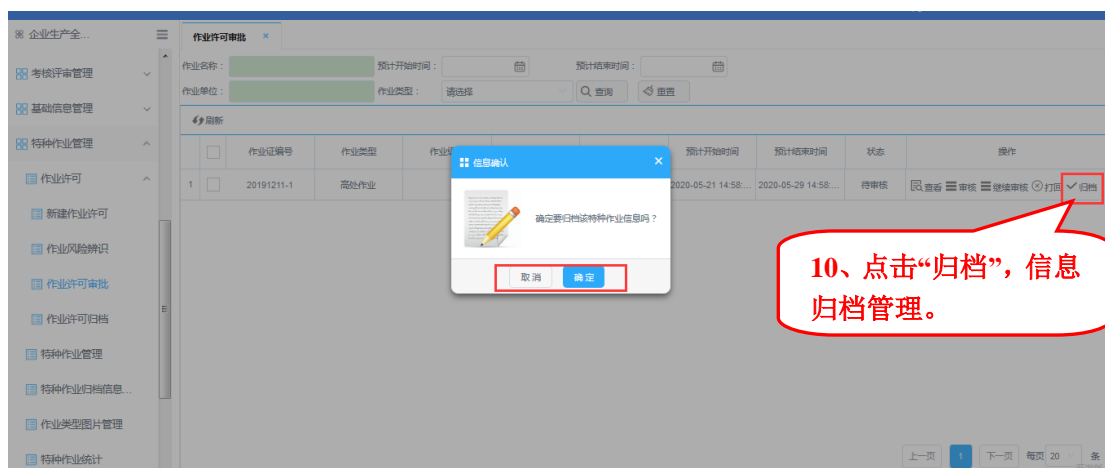 企业生产全...
作业许可审批 ×
考核评审管理
基础信息管理
特种作业管理
作业许可
新建作业许可
作业风险辨识
作业许可审批
作业许可归档
特种作业管理
特种作业归档信息...
作业类型图片管理
特种作业统计
作业名称： 预计开始时间： 预计结束时间：
作业单位： 作业类型： 请选择 查询 重置
刷新
作业证编号 作业类型 作业 预计开始时间 预计结束时间 状态 操作
1 20191211-1 高处作业 2020-05-21 14:58:... 2020-05-29 14:58:... 待审核 查看 审核 继续审核 打回 归档
信息确认 ×
确定要归档该特种作业信息吗？
取消 确定
10、点击“归档”，信息
归档管理。
上一页 1 下一页 每页 20 条